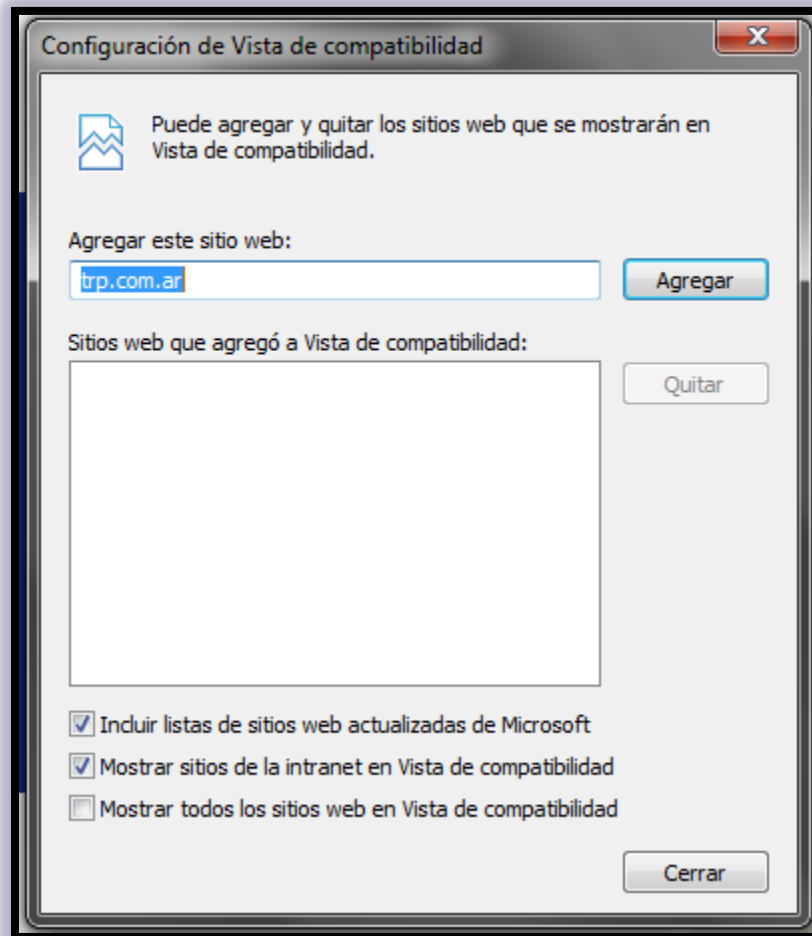 Configuración de Vista de compatibilidad
Puede agregar y quitar los sitios web que se mostrarán en
Vista de compatibilidad.
Agregar este sitio web:
trp.com.ar
Agregar
Sitios web que agregó a Vista de compatibilidad:
Quitar
Incluir listas de sitios web actualizadas de Microsoft
Mostrar sitios de la intranet en Vista de compatibilidad
Mostrar todos los sitios web en Vista de compatibilidad
Cerrar